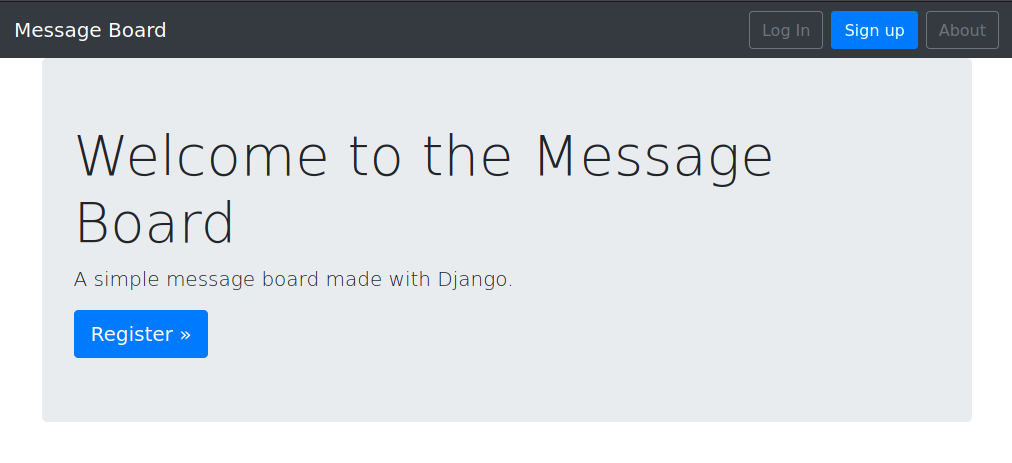 Message Board
Log In
Sign up
About
Welcome to the Message
Board
A simple message board made with Django.
Register »